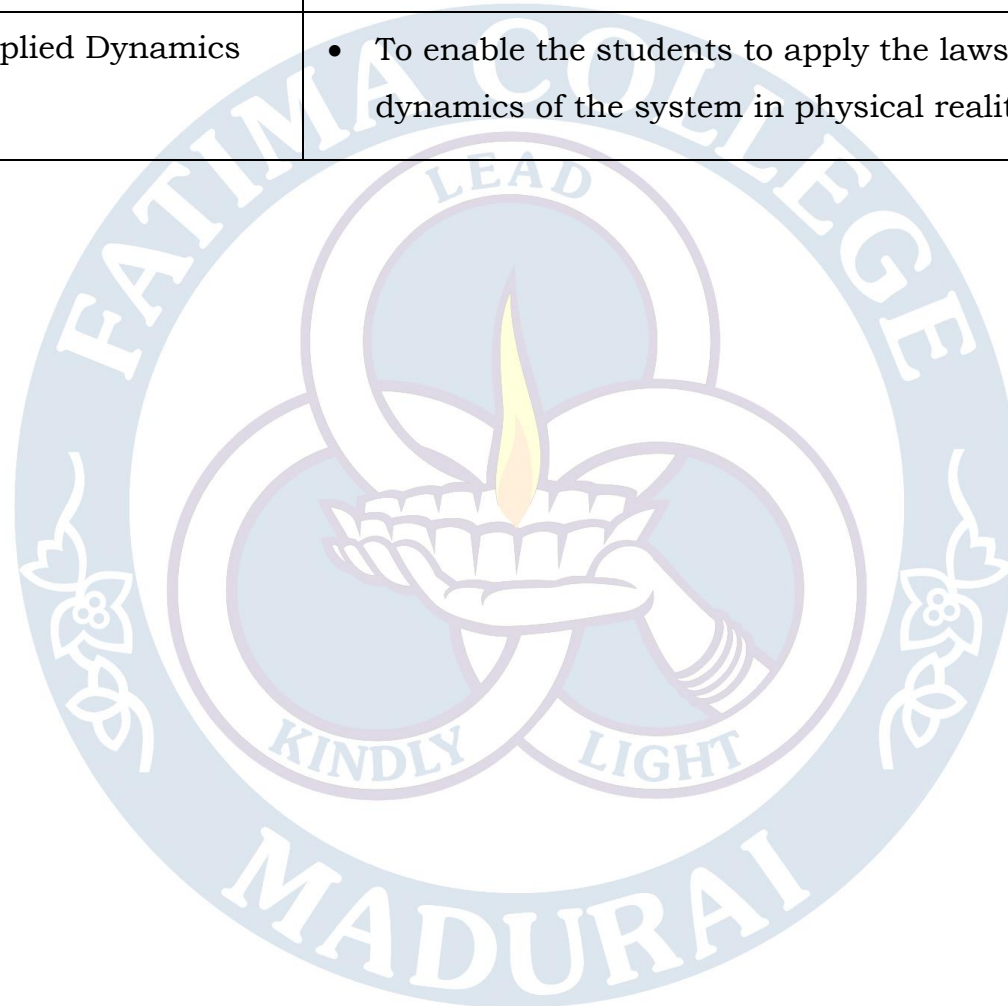 plied Dynamics
• To enable the students to apply the laws
dynamics of the system in physical realit
FATIMA COLLEGE
LEAD
KINDLY
LIGHT
MADURAI